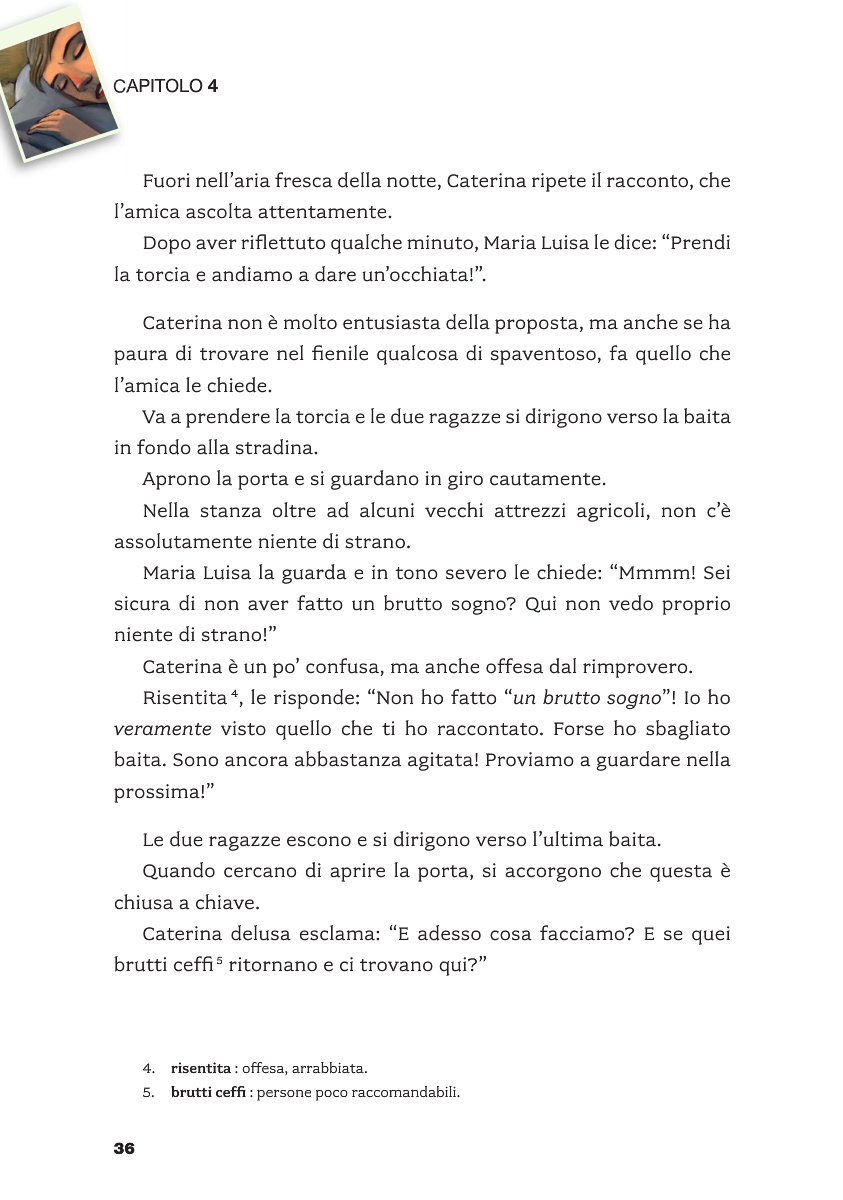 CAPITOLO 4
Fuori nell’aria fresca della notte, Caterina ripete il racconto, che
l’amica ascolta attentamente.
Dopo aver riflettuto qualche minuto, Maria Luisa le dice: “Prendi
la torcia e andiamo a dare un’occhiata!”.
Caterina non è molto entusiasta della proposta, ma anche se ha
paura di trovare nel fienile qualcosa di spaventoso, fa quello che
l’amica le chiede.
Va a prendere la torcia e le due ragazze si dirigono verso la baita
in fondo alla stradina.
Aprono la porta e si guardano in giro cautamente.
Nella stanza oltre ad alcuni vecchi attrezzi agricoli, non c’è
assolutamente niente di strano.
Maria Luisa la guarda e in tono severo le chiede: “Mmmm! Sei
sicura di non aver fatto un brutto sogno? Qui non vedo proprio
niente di strano!”
Caterina è un po’ confusa, ma anche offesa dal rimprovero.
Risentita⁴, le risponde: “Non ho fatto “un brutto sogno”! Io ho
veramente visto quello che ti ho raccontato. Forse ho sbagliato
baita. Sono ancora abbastanza agitata! Proviamo a guardare nella
prossima!”
Le due ragazze escono e si dirigono verso l’ultima baita.
Quando cercano di aprire la porta, si accorgono che questa è
chiusa a chiave.
Caterina delusa esclama: “E adesso cosa facciamo? E se quei
brutti ceffi⁵ ritornano e ci trovano qui?”
4. risentita : offesa, arrabbiata.
5. brutti ceffi : persone poco raccomandabili.
36